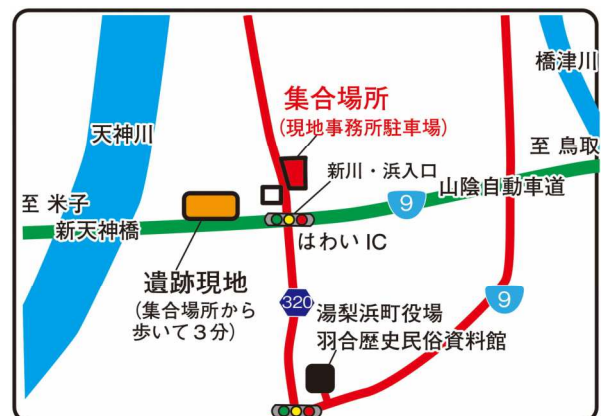 橋津川
集合場所
(現地事務所駐車場)
天神川
至 鳥取
新川・浜入口
山陰自動車道
9
至 米子
新天神橋
はわい IC
遺跡現地
(集合場所から
歩いて3分)
320
9
湯梨浜町役場
羽合歴史民俗資料館